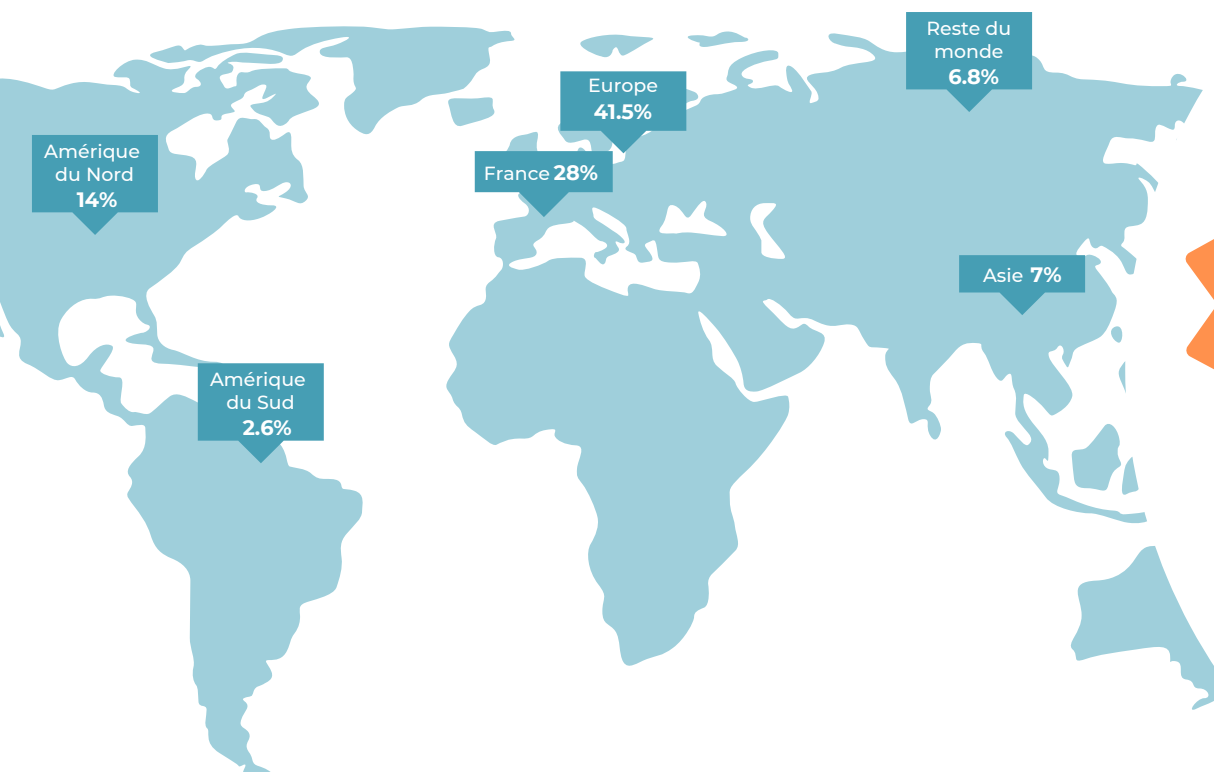 Reste du
monde
6.8%
Europe
41.5%
Amérique
du Nord
14%
France 28%
Asie 7%
Amérique
du Sud
2.6%